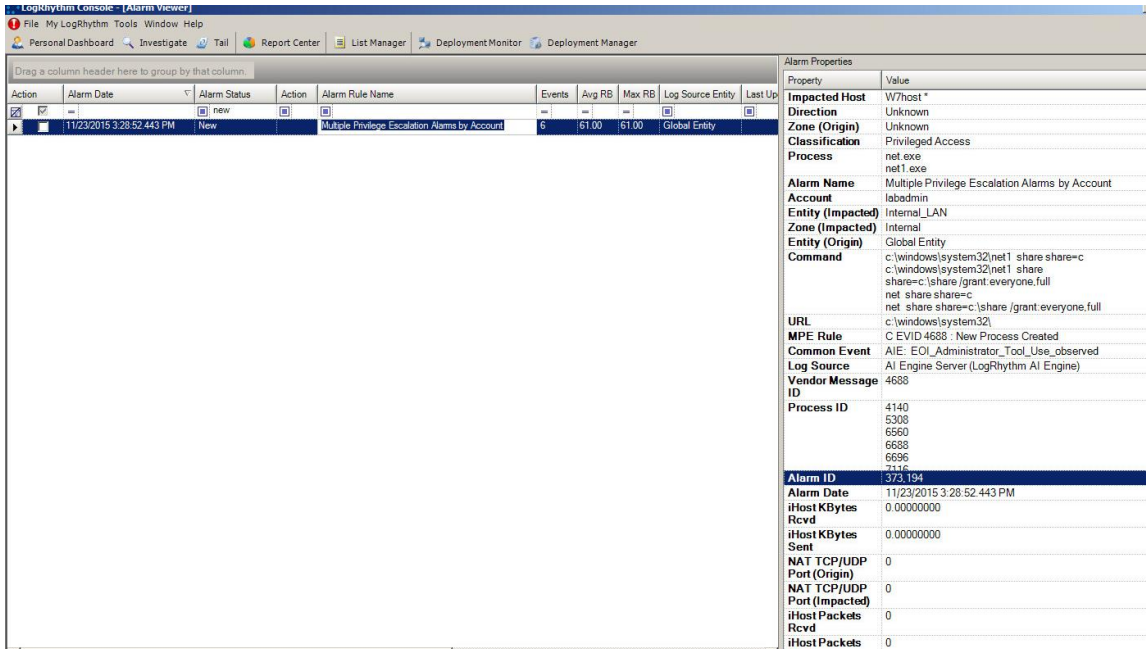 LogRhythm Console - [Alarm Viewer]
File My LogRhythm Tools Window Help
Personal Dashboard Investigate Tail Report Center List Manager Deployment Monitor Deployment Manager
Drag a column header here to group by that column.
Action Alarm Date Alarm Status Action Alarm Rule Name Events Avg RB Max RB Log Source Entity Last Up
= new = = =
11/23/2015 3:28:52.443 PM New Multiple Privilege Escalation Alarms by Account 6 61.00 61.00 Global Entity
Alarm Properties
Property Value
Impacted Host W7host *
Direction Unknown
Zone (Origin) Unknown
Classification Privileged Access
Process net.exe
net1.exe
Alarm Name Multiple Privilege Escalation Alarms by Account
Account labadmin
Entity (Impacted) Internal_LAN
Zone (Impacted) Internal
Entity (Origin) Global Entity
Command c:\windows\system32\net1 share share=c
c:\windows\system32\net1 share
share=c:\share /grant:everyone,full
net share share=c
net share share=c:\share /grant:everyone,full
URL c:\windows\system32\
MPE Rule C EVID 4688 : New Process Created
Common Event AIE: EOI_Administrator_Tool_Use_observed
Log Source AI Engine Server (LogRhythm AI Engine)
Vendor Message 4688
ID
Process ID 4140
5308
6560
6688
6696
7116
Alarm ID 373,194
Alarm Date 11/23/2015 3:28:52.443 PM
iHost KBytes 0.00000000
Rcvd
iHost KBytes 0.00000000
Sent
NAT TCP/UDP 0
Port (Origin)
NAT TCP/UDP 0
Port (Impacted)
iHost Packets 0
Rcvd
iHost Packets 0